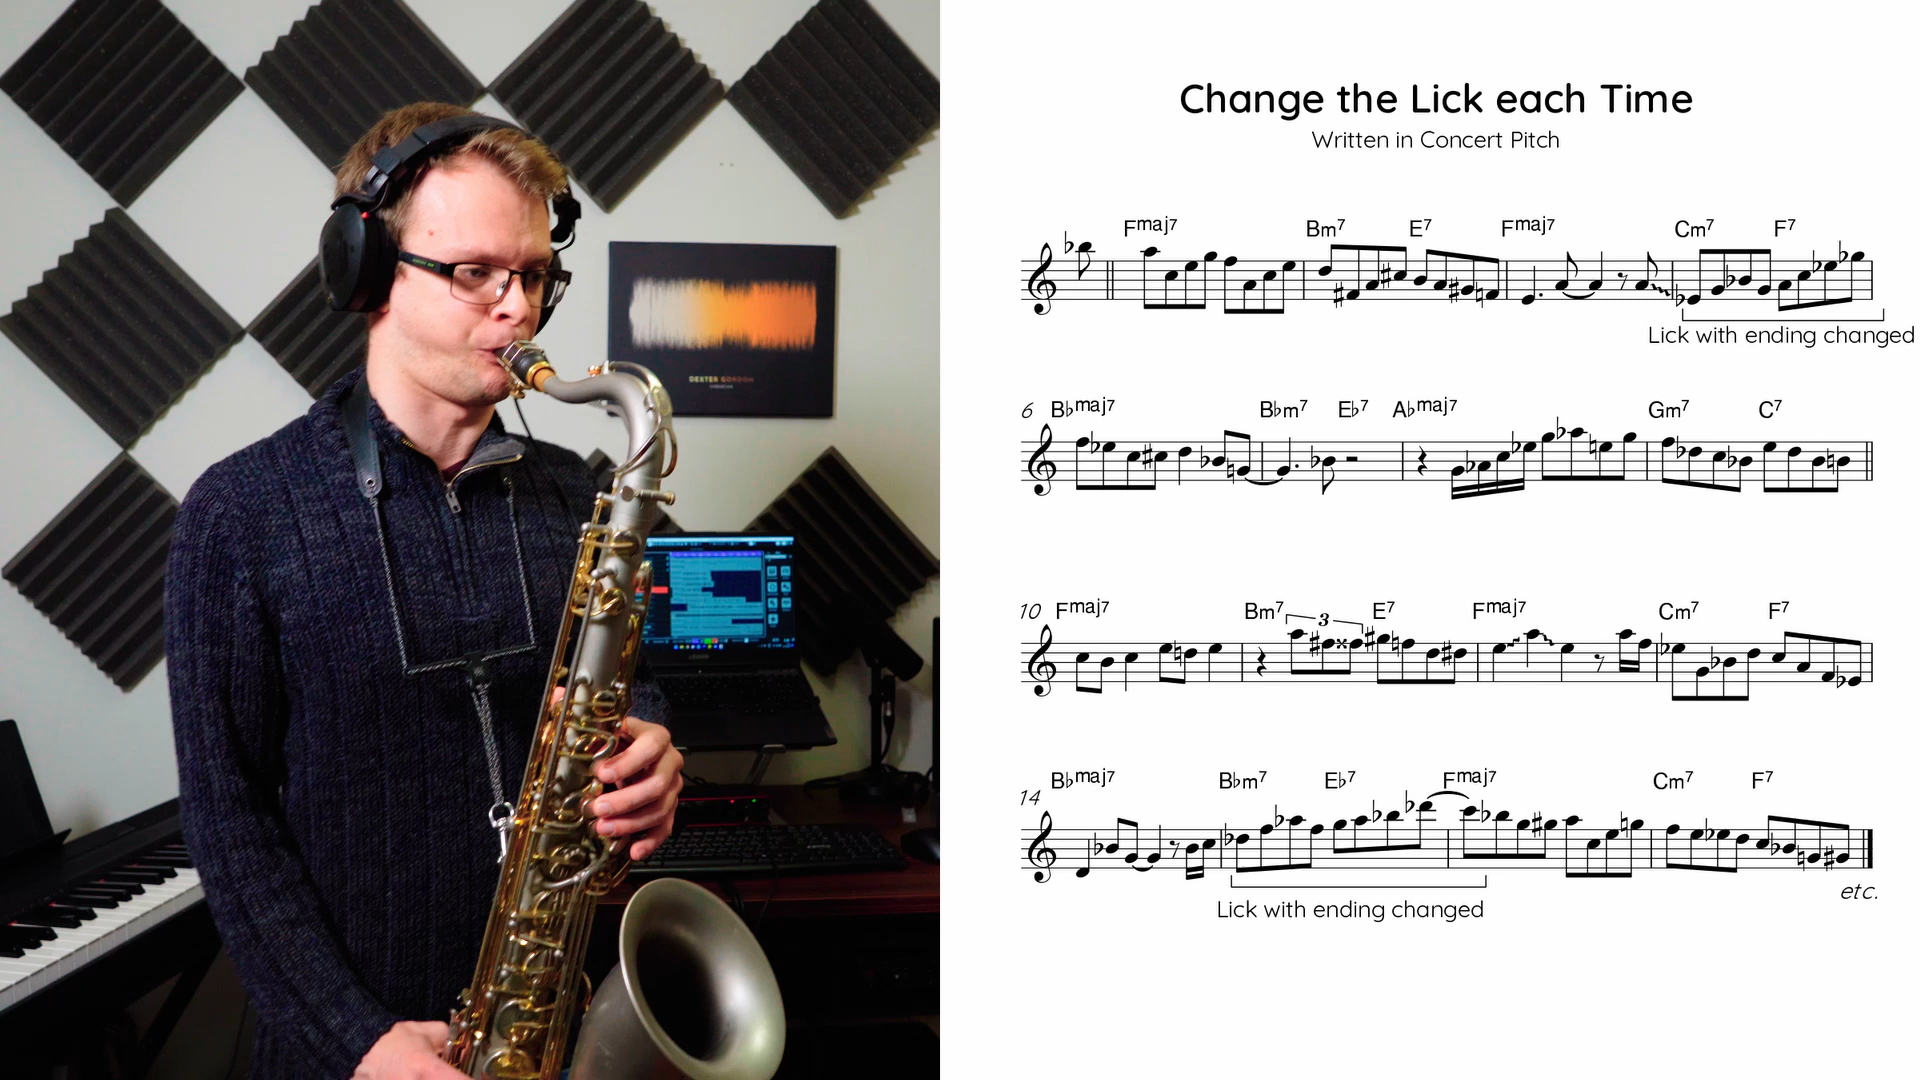 Change the Lick each Time
Written in Concert Pitch
Fmaj7 Bm7 E7 Fmaj7 Cm7 F7
Lick with ending changed
6 B♭maj7 B♭m7 E♭7 A♭maj7 Gm7 C7
10 Fmaj7 Bm7 3 E7 Fmaj7 Cm7 F7
14 B♭maj7 B♭m7 E♭7 Fmaj7 Cm7 F7
etc.
Lick with ending changed
DEXTER GORDON